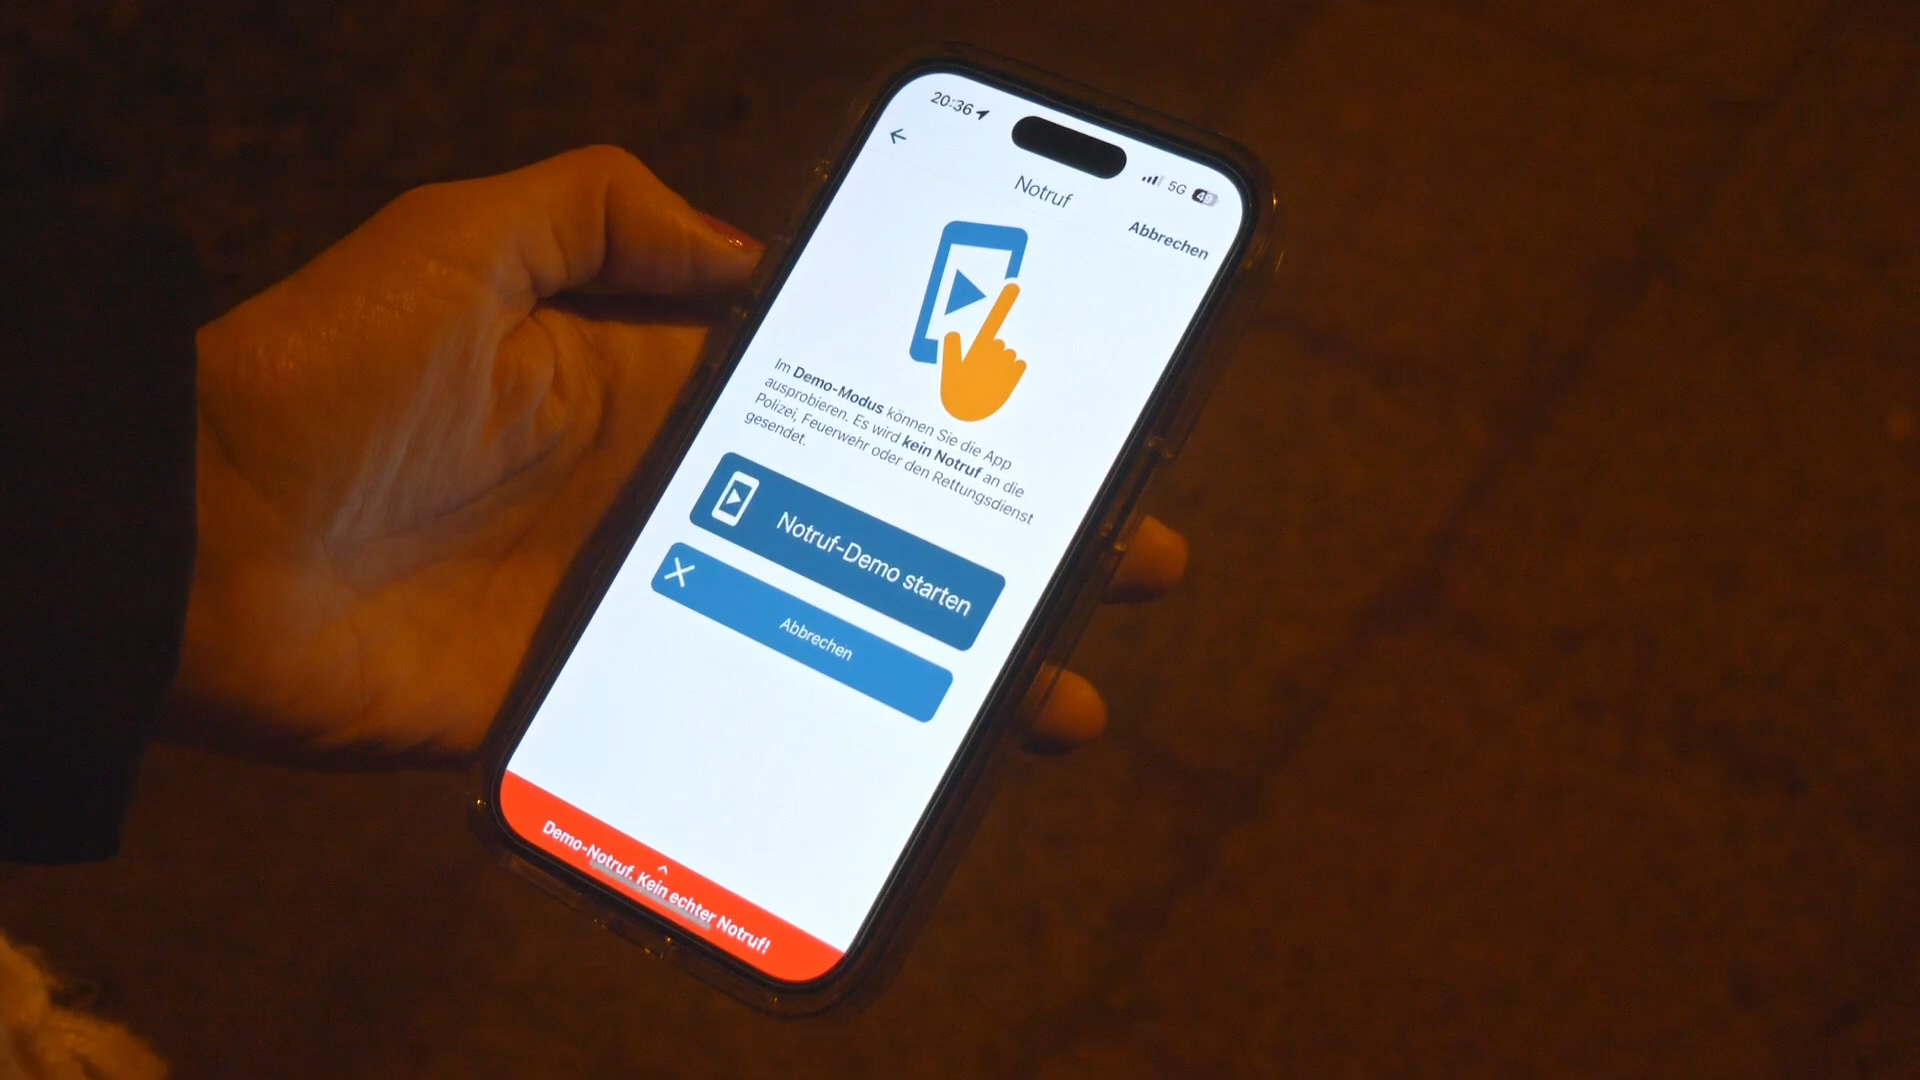 20:36
5G 49
Notruf
Abbrechen
Im Demo-Modus können Sie die App
ausprobieren. Es wird kein Notruf an die
Polizei, Feuerwehr oder den Rettungsdienst
gesendet.
Notruf-Demo starten
Abbrechen
Demo-Notruf. Kein echter Notruf!